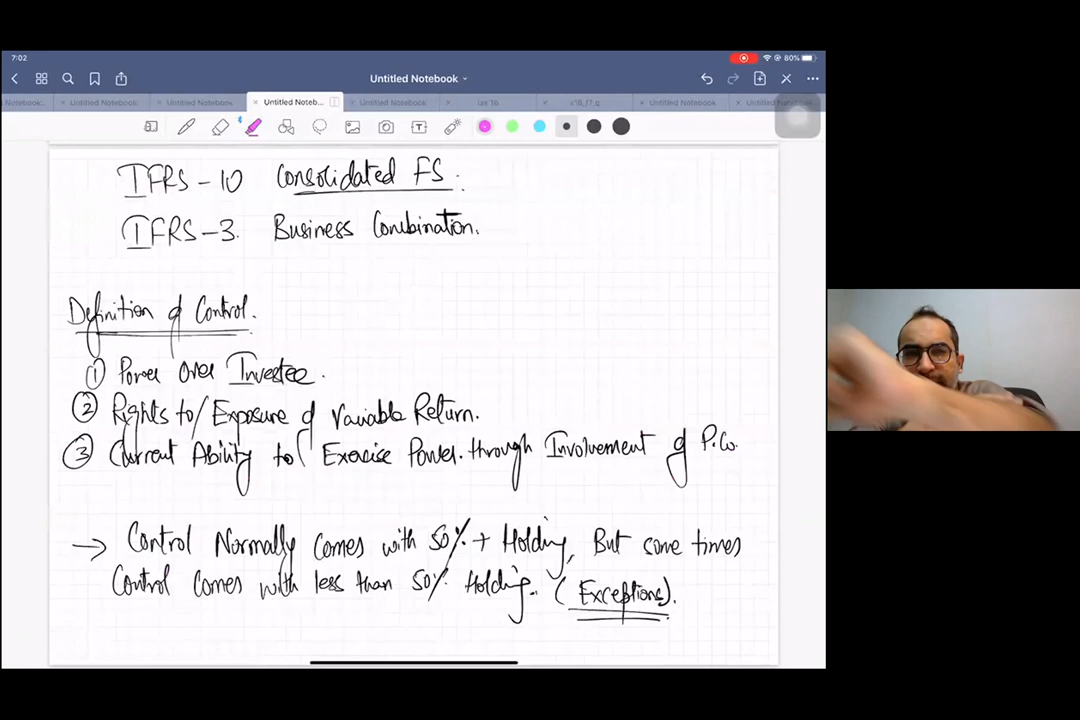 7:02
80%
Untitled Notebook
Notebook
Untitled Notebook
Untitled Notebook
Untitled Noteb...
Untitled Notebook
ias 16
Untitled Notebook
IFRS-10 Consolidated FS.
IFRS-3. Business Combination.
Definition of Control.
① Power Over Investee.
② Rights to/Exposure of Variable Return.
③ Current Ability to Exercise Power. through Involvement of P.Co.
→ Control Normally Comes with 50%+ Holding, But some times
Control Comes with less than 50% Holding. (Exceptions).